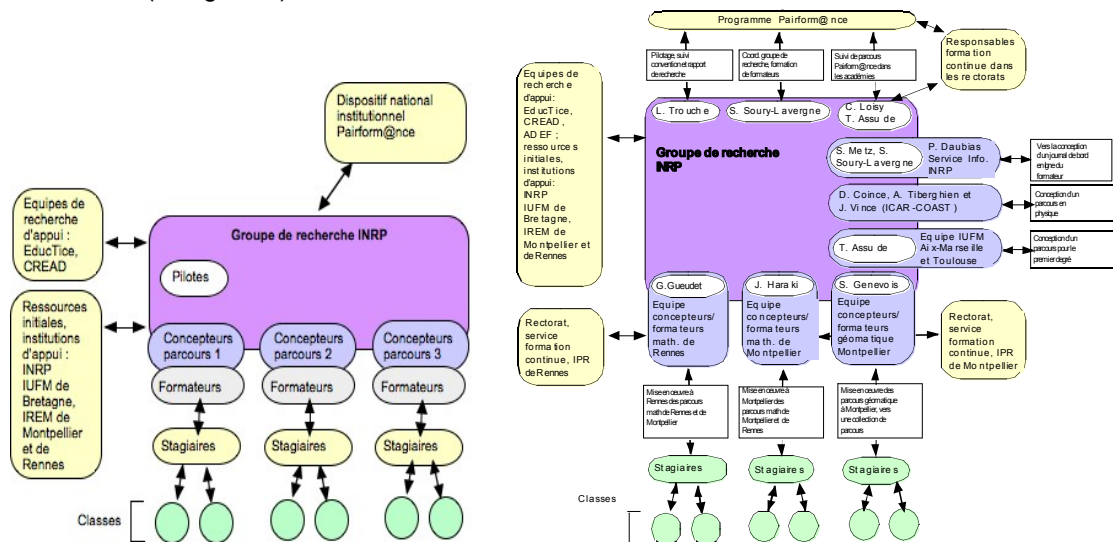 Dispositif national
institutionnel
Pairform@nce
Equipes de
recherche
d'appui :
EducTice,
CREAD
Groupe de recherche INRP
Pilotes
Ressources
initiales,
institutions
d'appui :
INRP
IUFM de
Bretagne,
IREM de
Montpellier
et de
Rennes
Concepteurs
parcours 1
Concepteurs
parcours 2
Concepteurs
parcours 3
Formateurs
Formateurs
Formateurs
Stagiaires
Stagiaires
Stagiaires
Classes
Programme Pairform@nce
Responsables
formation
continue dans
les rectorats
Pilotage, suivi
convention et rapport
de recherche
Coord. groupe de
recherche, formation
de formateurs
Suivi de parcours
Pairform@nce dans
les académies
Equipes de
recherche
d'appui:
EducTice,
CREAD,
ADEF ;
ressources
initiales,
institutions
d'appui:
INRP
IUFM de
Bretagne,
IREM de
Montpellier et
de Rennes
L. Trouche
S. Soury-Lavergne
C. Loisy
T. Assude
Groupe de recherche
INRP
S. Metz, S.
Soury-Lavergne
P. Daubias
Service Info.
INRP
Vers la conception
d'un journal de bord
en ligne du
formateur
D. Coince, A. Tiberghien et
J. Vince (ICAR-COAST)
Conception d'un
parcours en
physique
T. Assude
Equipe IUFM
Aix-Marseille
et Toulouse
Conception d'un
parcours pour le
premier degré
G.Gueudet
Equipe
concepteurs/
formateurs
math. de
Rennes
J. Haraki
Equipe
concepteurs/
formateurs
math. de
Montpellier
S. Genevois
Equipe
concepteurs/
formateurs
géomatique
Montpellier
Rectorat,
service
formation
continue, IPR
de Rennes
Rectorat,
service
formation
continue, IPR
de Montpellier
Mise en œuvre à
Rennes des parcours
math de Rennes et de
Montpellier
Mise en œuvre à
Montpellier des
parcours math de
Montpellier et de
Rennes
Mise en œuvre des
parcours géomatique
à Montpellier, vers
une collection de
parcours
Stagiaires
Stagiaires
Stagiaires
Classes